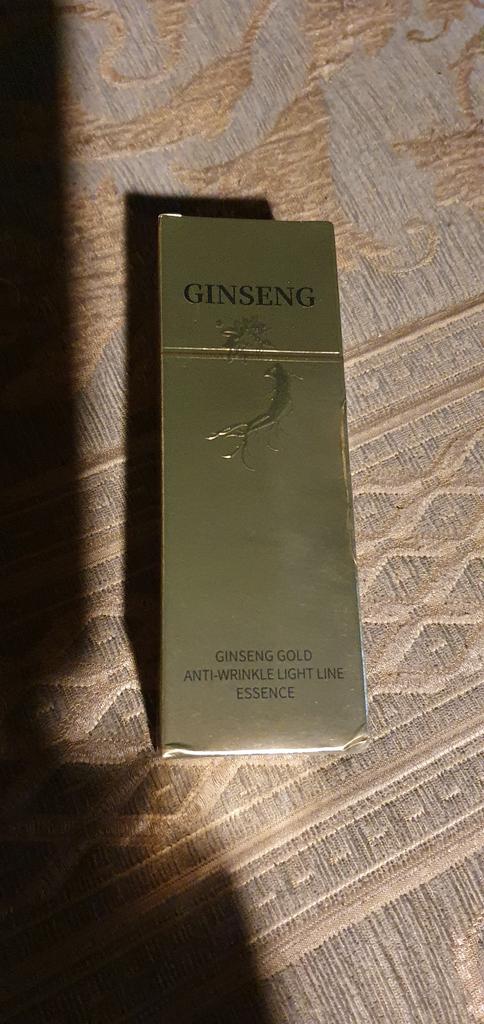 GINSENG
GINSENG GOLD
ANTI-WRINKLE LIGHT LINE
ESSENCE